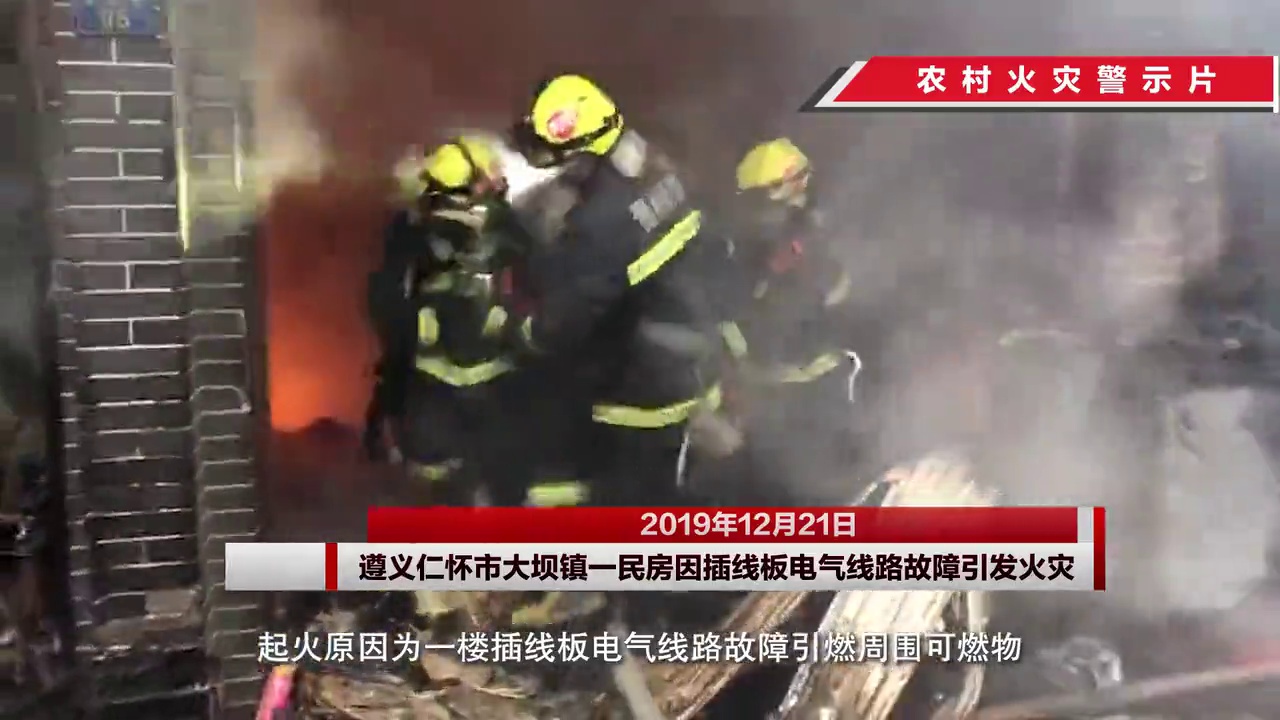 农村火灾警示片
2019年12月21日
遵义仁怀市大坝镇一民房因插线板电气线路故障引发火灾
起火原因为一楼插线板电气线路故障引燃周围可燃物